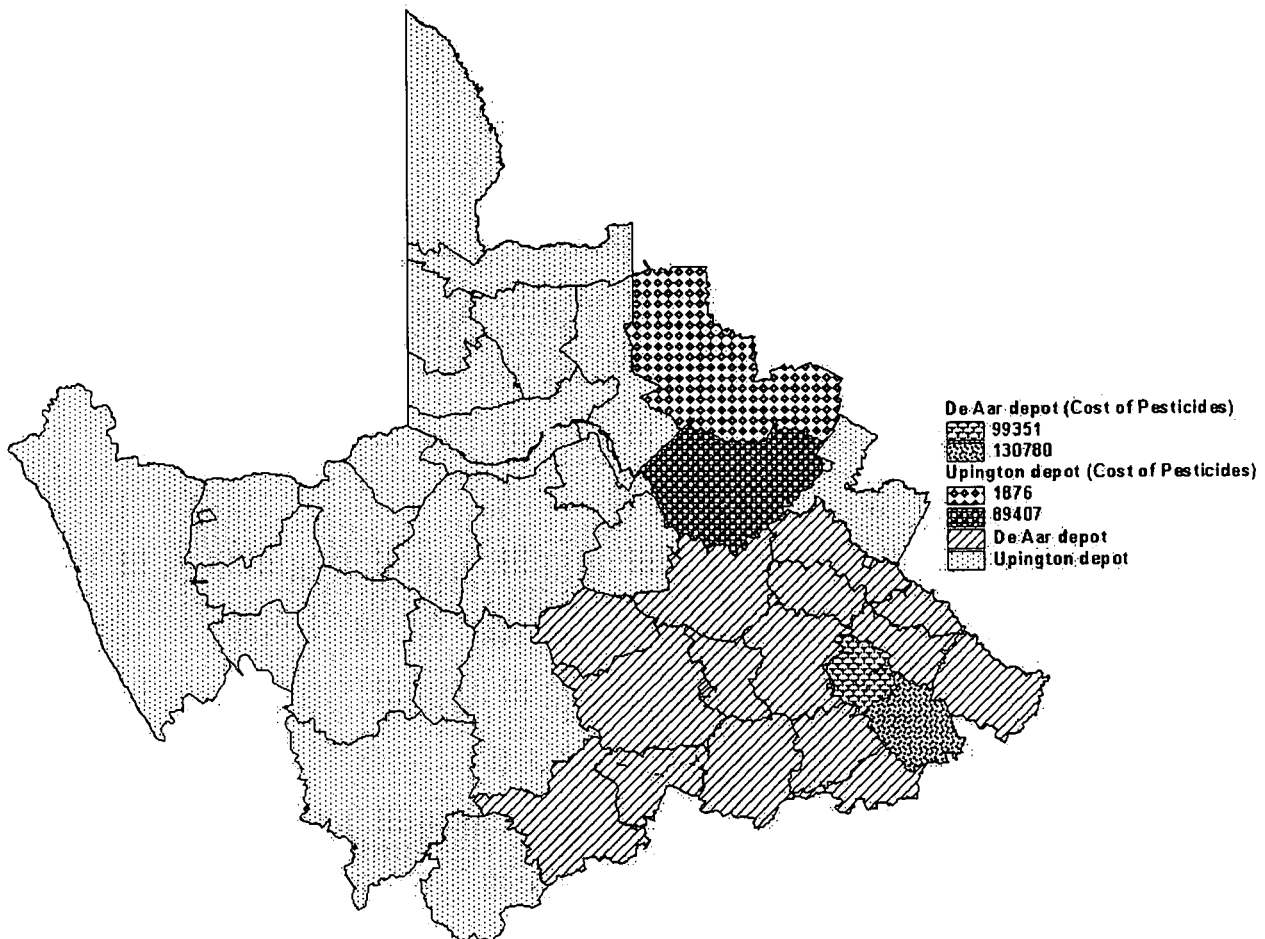 De Aar depot (Cost of Pesticides)
99351
130780
Upington depot (Cost of Pesticides)
1876
89407
De Aar depot
Upington depot